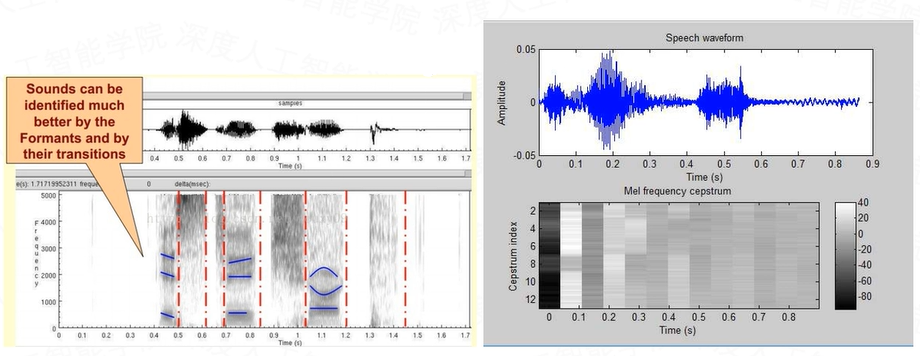 Sounds can be
identified much
better by the
Formants and by
their transitions
samples
0.4 0.5 0.6 0.7 0.8 0.9 1 1.1 1.2 1.3 1.4 1.5 1.6 1.7
Time (s)
e(s): 1.71719952311 freque 0 delta(msec):
Frequency
5000
4000
3000
2000
1000
0
0 0.1 0.2 0.3 0.4 0.5 0.6 0.7 0.8 0.9 1 1.1 1.2 1.3 1.4 1.5 1.6 1.7
Time (s)
Speech waveform
Amplitude
0.05
0
-0.05
0 0.1 0.2 0.3 0.4 0.5 0.6 0.7 0.8 0.9
Time (s)
Mel frequency cepstrum
Cepstrum index
2
4
6
8
10
12
0 0.1 0.2 0.3 0.4 0.5 0.6 0.7 0.8
Time (s)
40
20
0
-20
-40
-60
-80